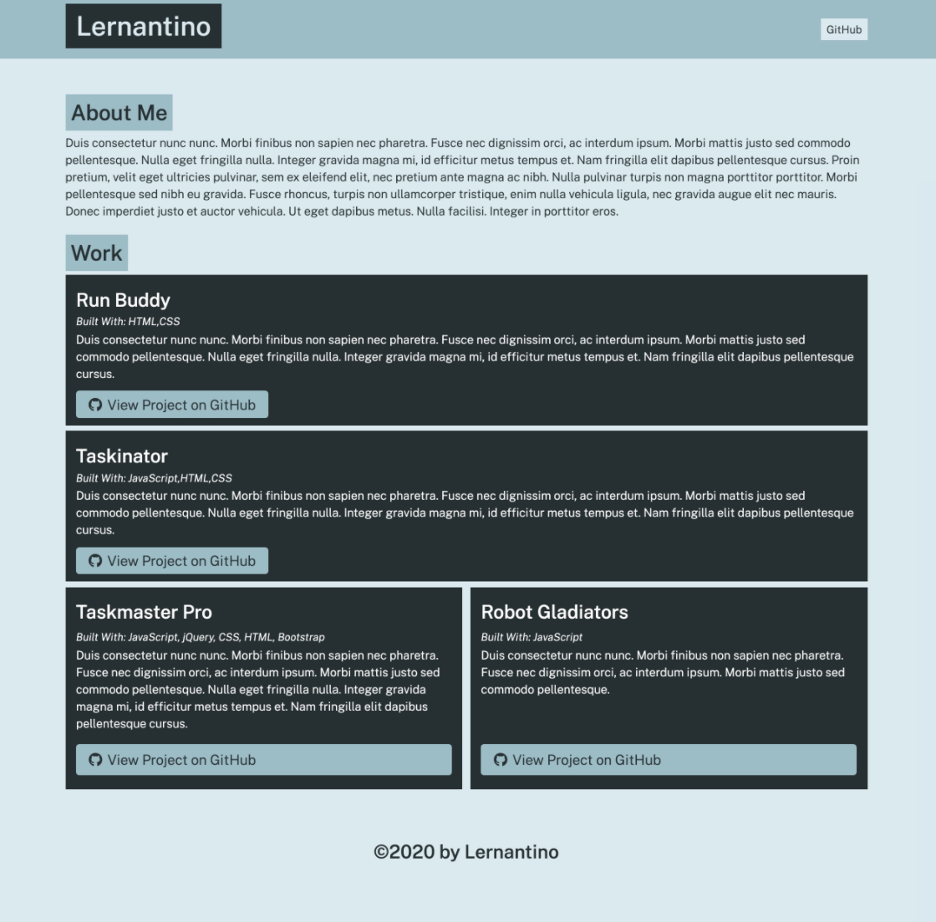 Lernantino
GitHub
About Me
Duis consectetur nunc nunc. Morbi finibus non sapien nec pharetra. Fusce nec dignissim orci, ac interdum ipsum. Morbi mattis justo sed commodo
pellentesque. Nulla eget fringilla nulla. Integer gravida magna mi, id efficitur metus tempus et. Nam fringilla elit dapibus pellentesque cursus. Proin
pretium, velit eget ultricies pulvinar, sem ex eleifend elit, nec pretium ante magna ac nibh. Nulla pulvinar turpis non magna porttitor porttitor. Morbi
pellentesque sed nibh eu gravida. Fusce rhoncus, turpis non ullamcorper tristique, enim nulla vehicula ligula, nec gravida augue elit nec mauris.
Donec imperdiet justo et auctor vehicula. Ut eget dapibus metus. Nulla facilisi. Integer in porttitor eros.
Work
Run Buddy
Built With: HTML,CSS
Duis consectetur nunc nunc. Morbi finibus non sapien nec pharetra. Fusce nec dignissim orci, ac interdum ipsum. Morbi mattis justo sed
commodo pellentesque. Nulla eget fringilla nulla. Integer gravida magna mi, id efficitur metus tempus et. Nam fringilla elit dapibus pellentesque
cursus.
View Project on GitHub
Taskinator
Built With: JavaScript,HTML,CSS
Duis consectetur nunc nunc. Morbi finibus non sapien nec pharetra. Fusce nec dignissim orci, ac interdum ipsum. Morbi mattis justo sed
commodo pellentesque. Nulla eget fringilla nulla. Integer gravida magna mi, id efficitur metus tempus et. Nam fringilla elit dapibus pellentesque
cursus.
View Project on GitHub
Taskmaster Pro
Built With: JavaScript, jQuery, CSS, HTML, Bootstrap
Duis consectetur nunc nunc. Morbi finibus non sapien nec pharetra.
Fusce nec dignissim orci, ac interdum ipsum. Morbi mattis justo sed
commodo pellentesque. Nulla eget fringilla nulla. Integer gravida
magna mi, id efficitur metus tempus et. Nam fringilla elit dapibus
pellentesque cursus.
View Project on GitHub
Robot Gladiators
Built With: JavaScript
Duis consectetur nunc nunc. Morbi finibus non sapien nec pharetra.
Fusce nec dignissim orci, ac interdum ipsum. Morbi mattis justo sed
commodo pellentesque.
View Project on GitHub
©2020 by Lernantino